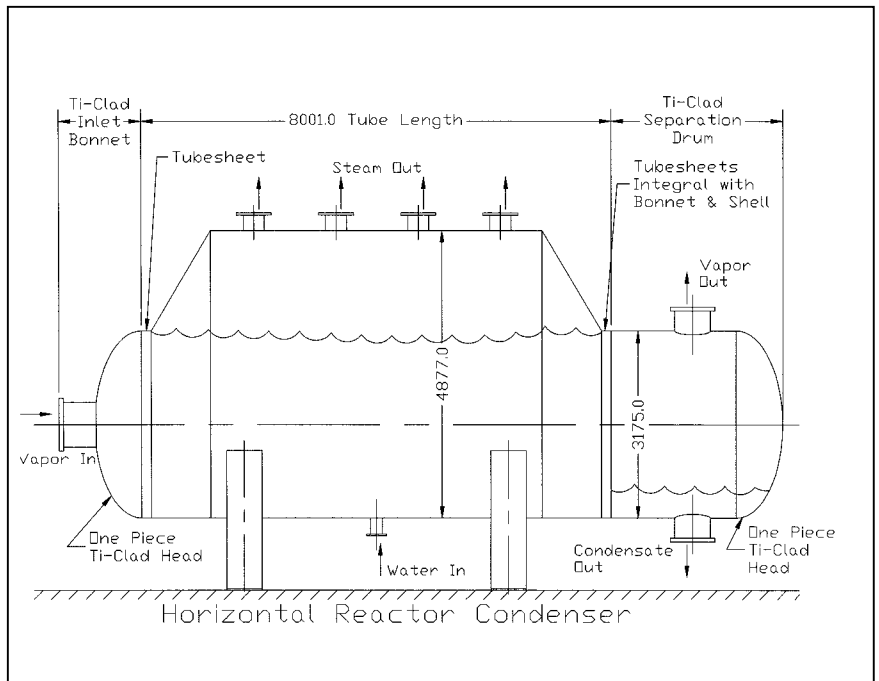 Ti-Clad
Inlet
Bonnet
8001.0 Tube Length
Ti-Clad
Separation
Drum
Tubesheet
Steam Out
Tubesheets
Integral with
Bonnet & Shell
Vapor
Out
4877.0
3175.0
Vapor In
One Piece
Ti-Clad Head
Water In
Condensate
Out
One Piece
Ti-Clad
Head
Horizontal Reactor Condenser